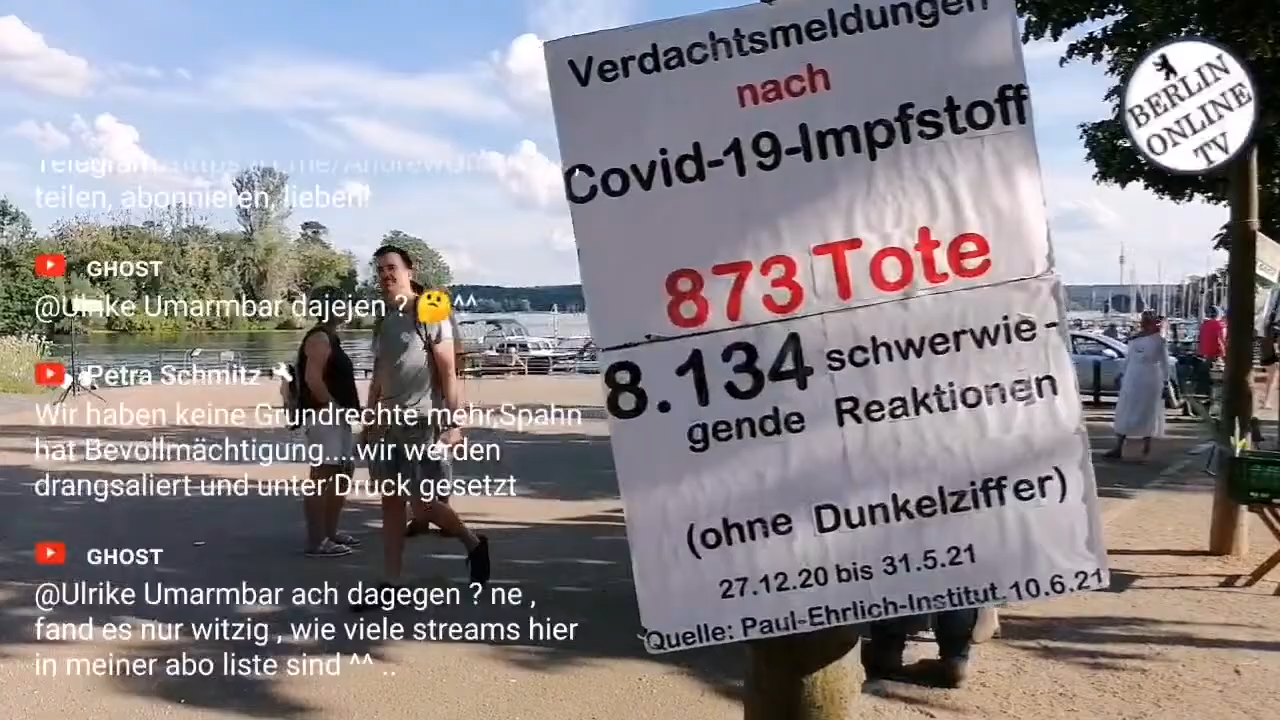 teilen, abonnieren, lieben!
GHOST
@Ulrike Umarmbar dajejen ? 🤔^^
Petra Schmitz
Wir haben keine Grundrechte mehr,Spahn
hat Bevollmächtigung....wir werden
drangsaliert und unter Druck gesetzt
GHOST
@Ulrike Umarmbar ach dagegen ? ne ,
fand es nur witzig , wie viele streams hier
in meiner abo liste sind ^^ ..
Verdachtsmeldungen
nach
Covid-19-Impfstoff
873 Tote
8.134 schwerwie-
gende Reaktionen
(ohne Dunkelziffer)
27.12.20 bis 31.5.21
Quelle: Paul-Ehrlich-Institut. 10.6.21
BERLIN
ONLINE
TV